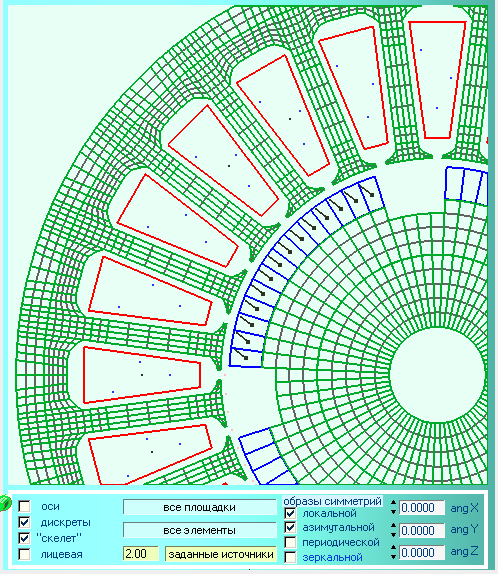 оси
дискреты
"скелет"
лицевая
2.00
все площадки
все элементы
заданные источники
образы симметрий
локальной
азимутальной
периодической
зеркальной
0.0000 angX
0.0000 angY
0.0000 angZ